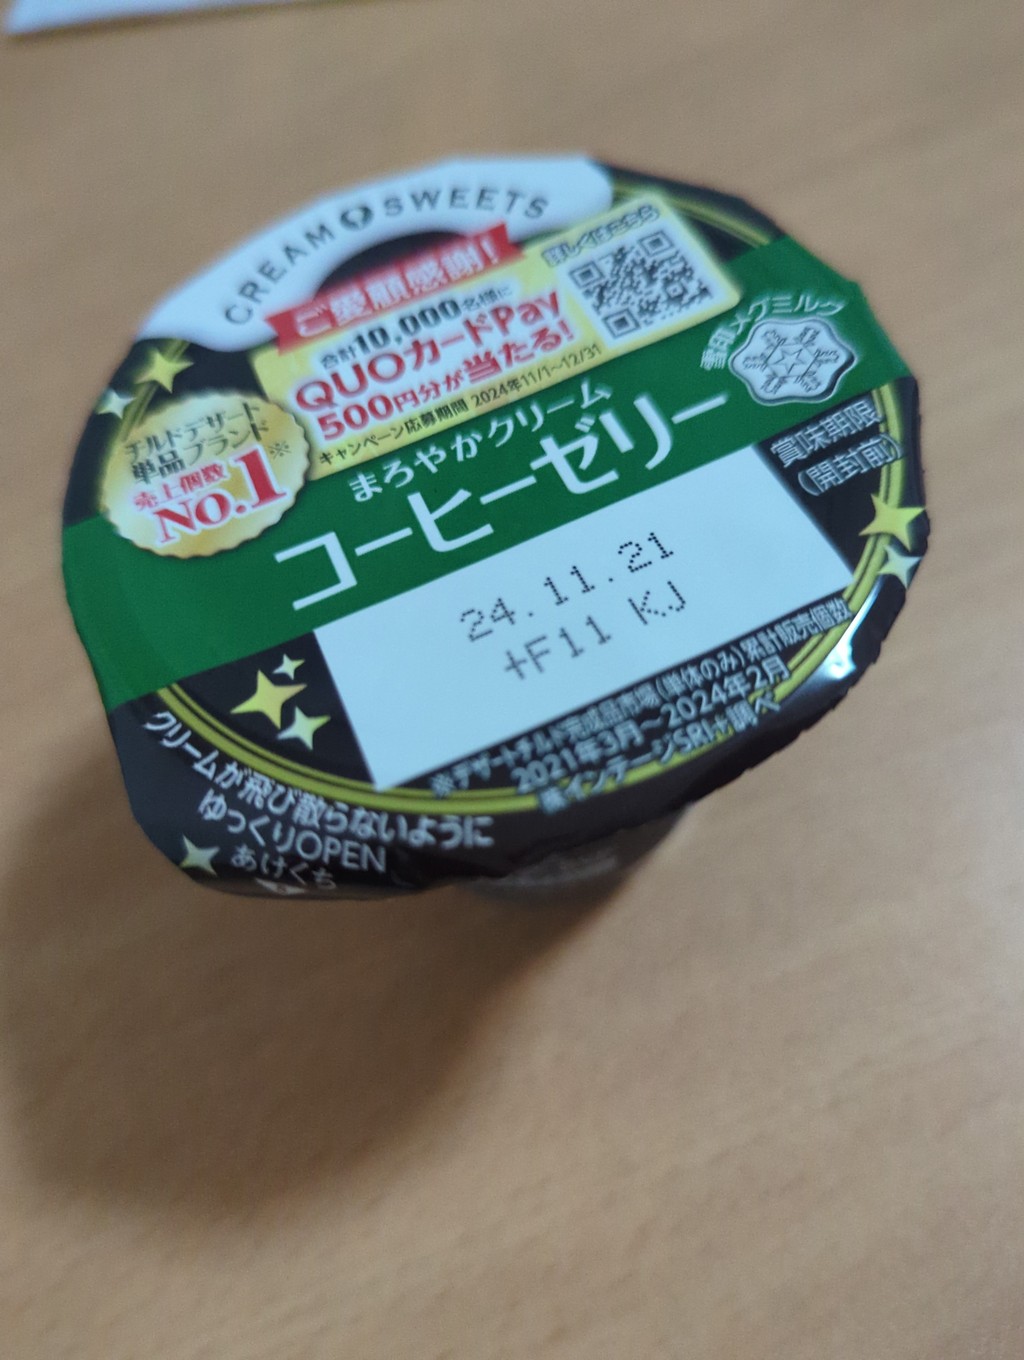 CREAM SWEETS
ご愛顧感謝!
合計10,000名様に
QUOカードPay
500円分が当たる!
キャンペーン応募期間 2024年11/1~12/31
詳しくはこちら
雪印メグミルク
チルドデザート
単品ブランド※
売上個数
No.1
まろやかクリーム
コーヒーゼリー
賞味期限
(開封前)
24.11.21
+F11 KJ
※デザートチルド完成品市場(単体のみ)累計販売個数
2021年3月~2024年2月
㈱インテージSRI+調べ
クリームが飛び散らないように
ゆっくりOPEN
あけくち